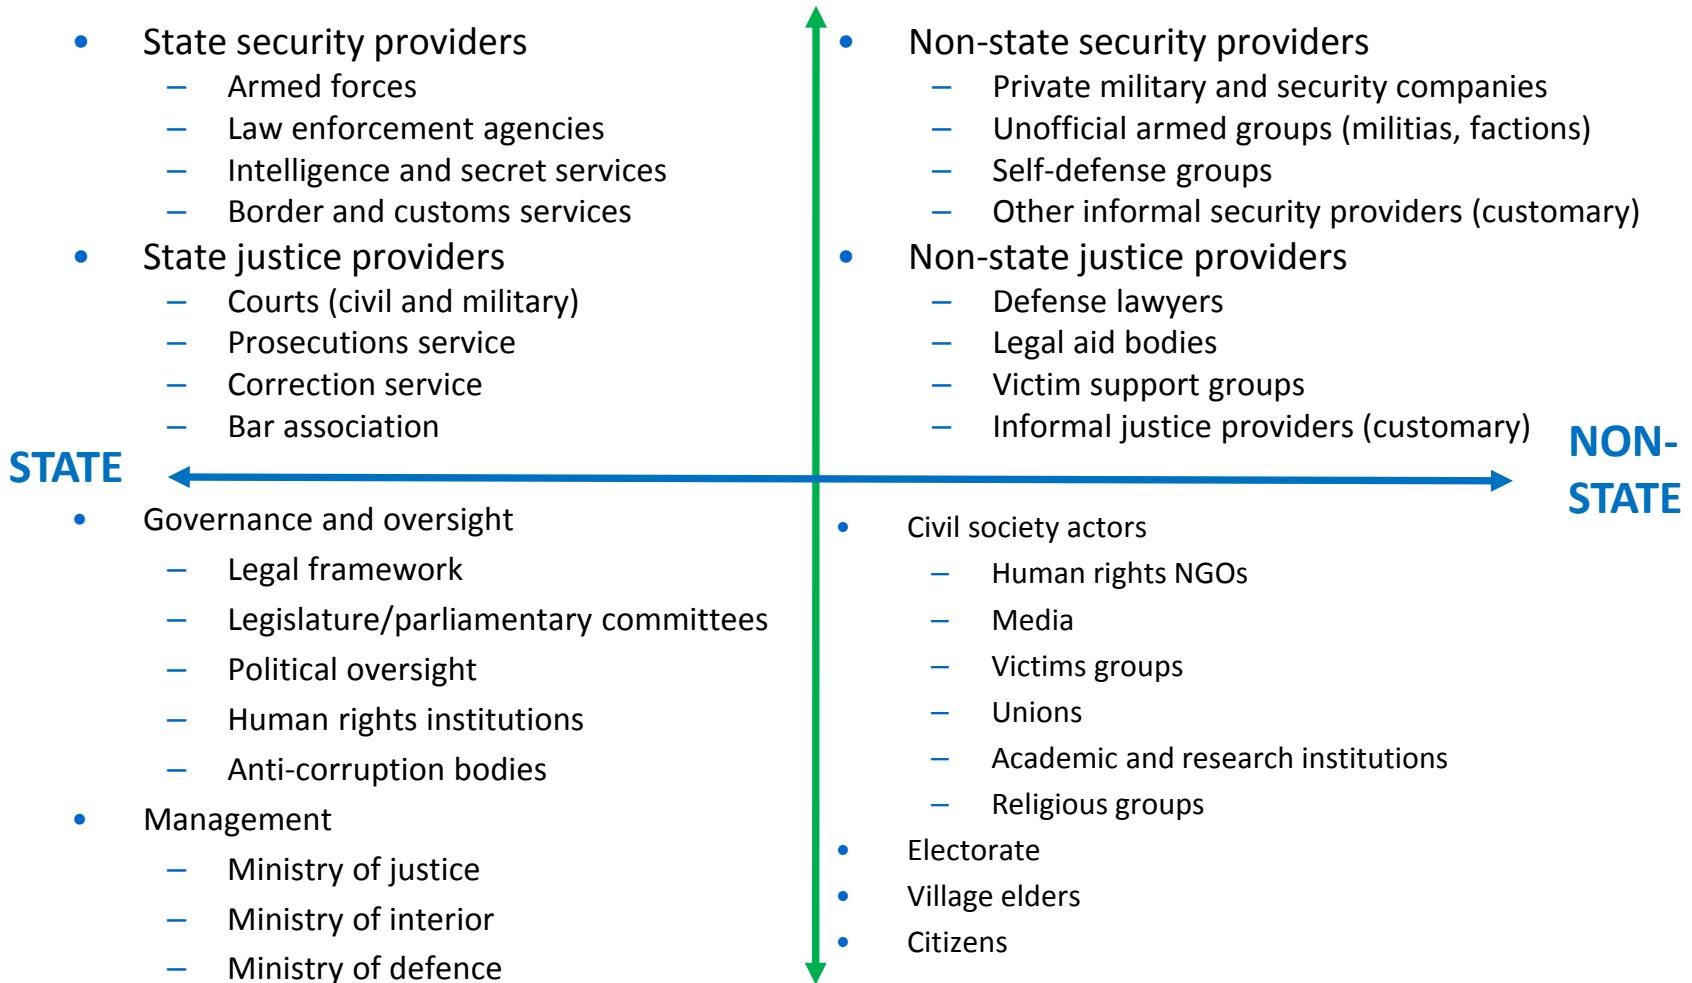 • State security providers
– Armed forces
– Law enforcement agencies
– Intelligence and secret services
– Border and customs services
• State justice providers
– Courts (civil and military)
– Prosecutions service
– Correction service
– Bar association
• Non-state security providers
– Private military and security companies
– Unofficial armed groups (militias, factions)
– Self-defense groups
– Other informal security providers (customary)
• Non-state justice providers
– Defense lawyers
– Legal aid bodies
– Victim support groups
– Informal justice providers (customary)
STATE
NON-
STATE
• Governance and oversight
– Legal framework
– Legislature/parliamentary committees
– Political oversight
– Human rights institutions
– Anti-corruption bodies
• Management
– Ministry of justice
– Ministry of interior
– Ministry of defence
• Civil society actors
– Human rights NGOs
– Media
– Victims groups
– Unions
– Academic and research institutions
– Religious groups
• Electorate
• Village elders
• Citizens